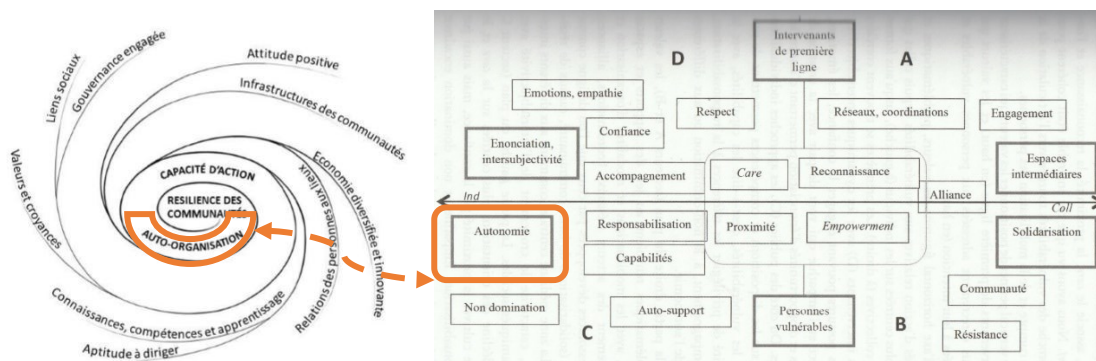 Liens sociaux
Gouvernance engagée
Attitude positive
Infrastructures des communautés
Valeurs et croyances
CAPACITÉ D'ACTION
RESILIENCE DES
COMMUNAUTÉS
AUTO-ORGANISATION
Economie diversifiée et innovante
Relations des personnes aux lieux
Connaissances, compétences et apprentissage
Aptitude à diriger
Intervenants
de première
ligne
D
A
Emotions, empathie
Respect
Réseaux, coordinations
Engagement
Confiance
Enonciation,
intersubjectivité
Espaces
intermédiaires
Accompagnement
Care
Reconnaissance
Alliance
Ind
Coll
Autonomie
Responsabilisation
Proximité
Empowerment
Solidarisation
Capabilités
Communauté
Non domination
Auto-support
Personnes
vulnérables
C
B
Résistance